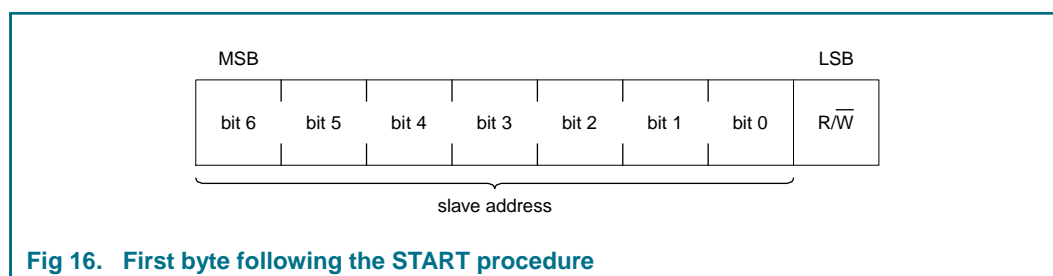 MSB LSB
bit 6 bit 5 bit 4 bit 3 bit 2 bit 1 bit 0 R/W̅
slave address
Fig 16. First byte following the START procedure